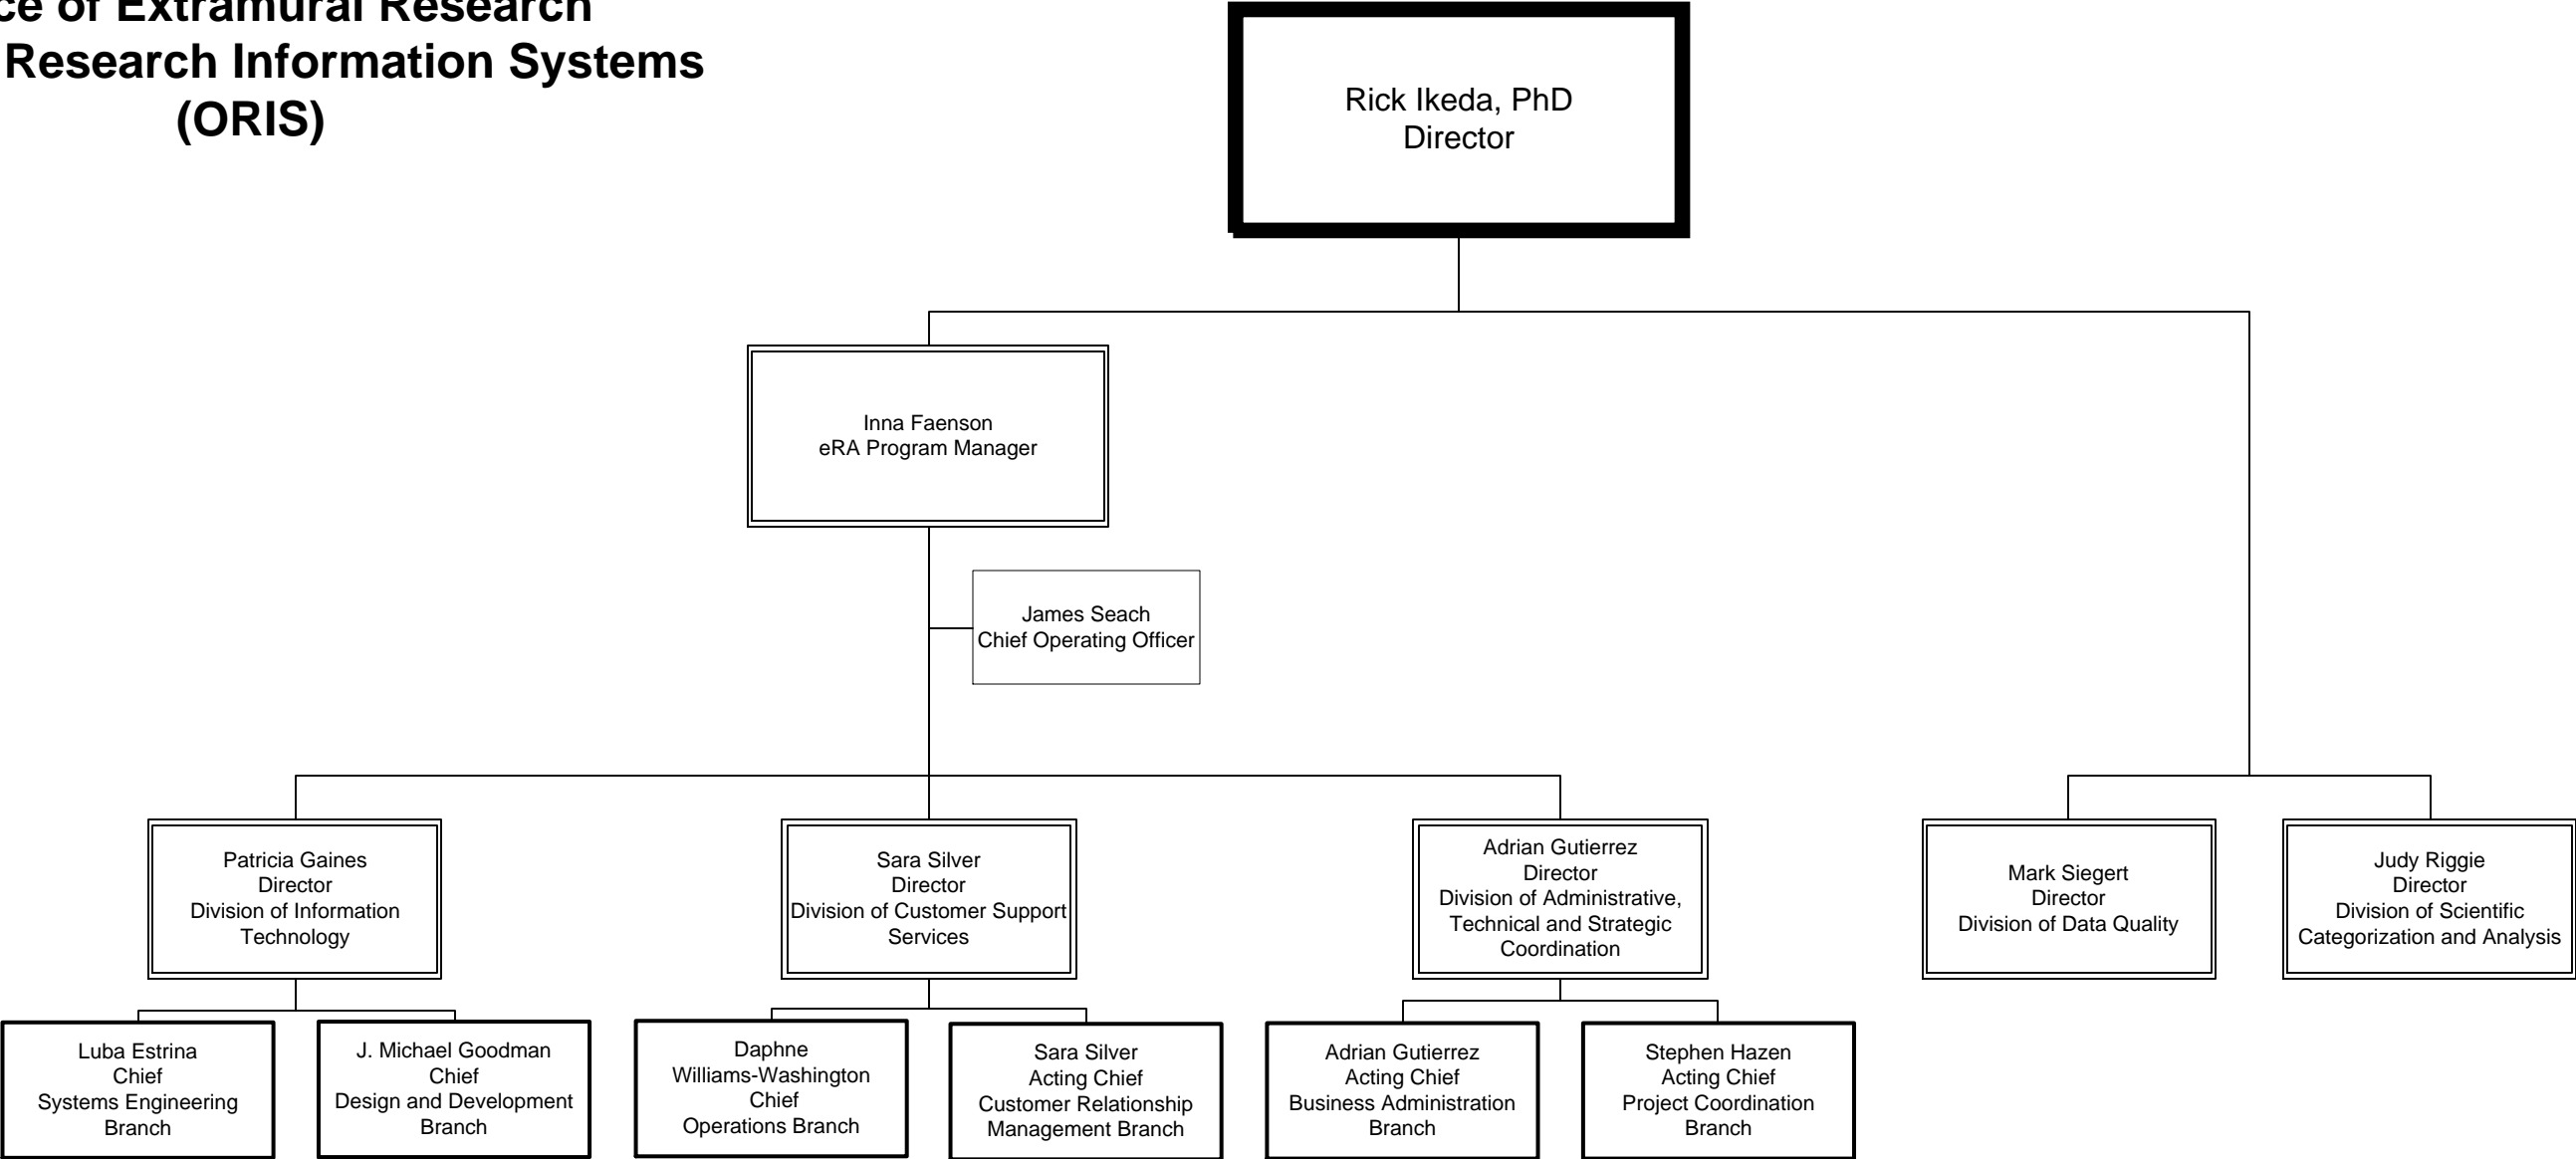 of Extramural Research
Research Information Systems
(ORIS)
Rick Ikeda, PhD
Director
Inna Faenson
eRA Program Manager
James Seach
Chief Operating Officer
Patricia Gaines
Director
Division of Information
Technology
Sara Silver
Director
Division of Customer Support
Services
Adrian Gutierrez
Director
Division of Administrative,
Technical and Strategic
Coordination
Mark Siegert
Director
Division of Data Quality
Judy Riggie
Director
Division of Scientific
Categorization and Analysis
Luba Estrina
Chief
Systems Engineering
Branch
J. Michael Goodman
Chief
Design and Development
Branch
Daphne
Williams-Washington
Chief
Operations Branch
Sara Silver
Acting Chief
Customer Relationship
Management Branch
Adrian Gutierrez
Acting Chief
Business Administration
Branch
Stephen Hazen
Acting Chief
Project Coordination
Branch